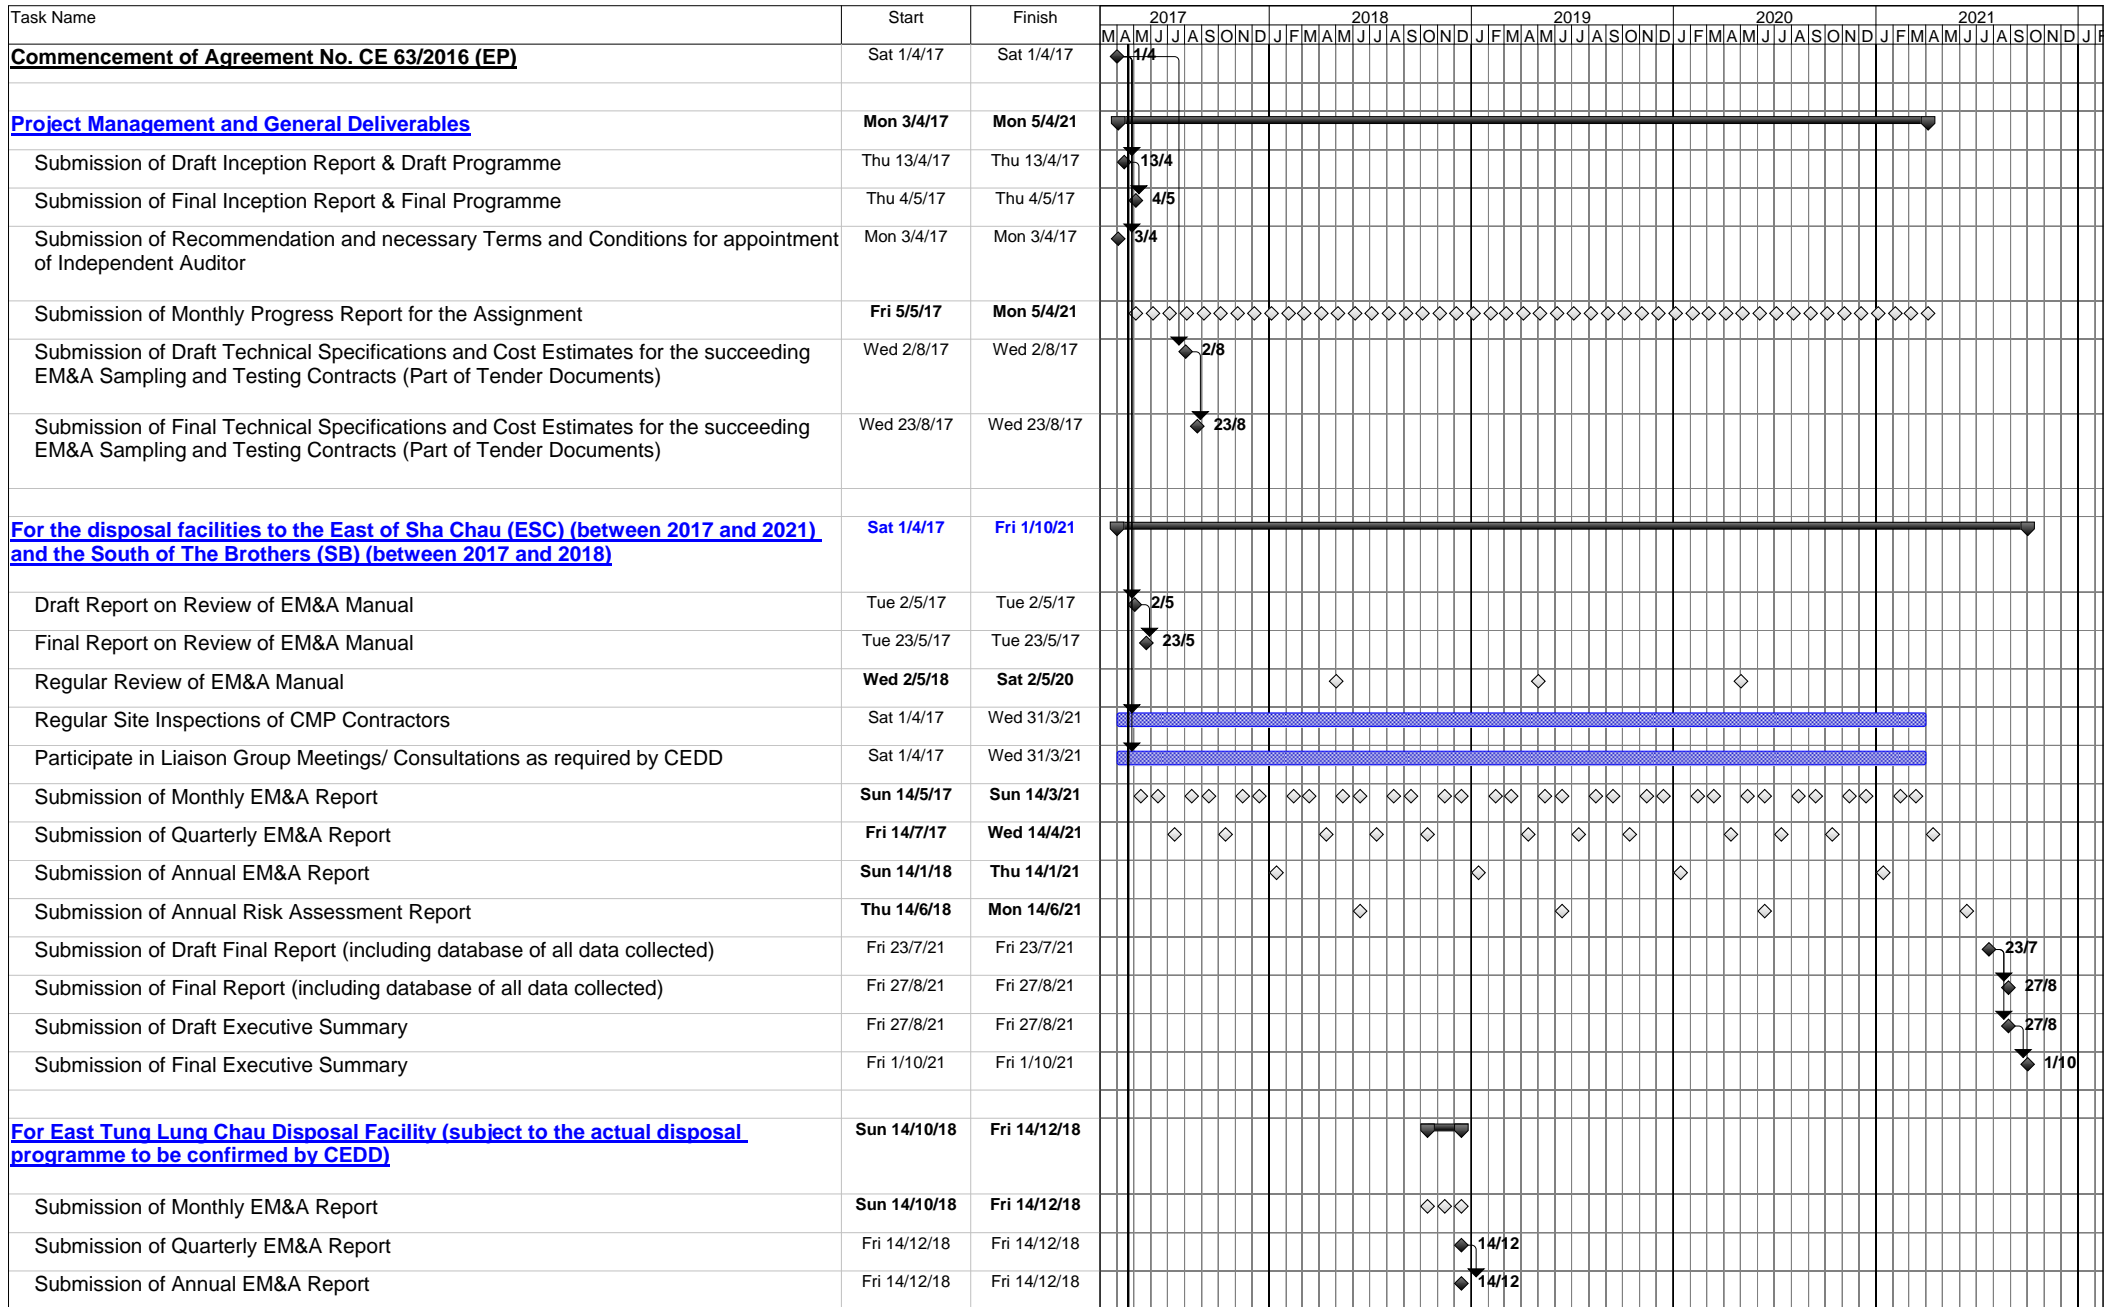 Task Name Start Finish 2017 2018 2019 2020 2021
M A M J J A S O N D J F M A M J J A S O N D J F M A M J J A S O N D J F M A M J J A S O N D J F M A M J J A S O N D J F
Commencement of Agreement No. CE 63/2016 (EP) Sat 1/4/17 Sat 1/4/17 1/4
Project Management and General Deliverables Mon 3/4/17 Mon 5/4/21
Submission of Draft Inception Report & Draft Programme Thu 13/4/17 Thu 13/4/17 13/4
Submission of Final Inception Report & Final Programme Thu 4/5/17 Thu 4/5/17 4/5
Submission of Recommendation and necessary Terms and Conditions for appointment Mon 3/4/17 Mon 3/4/17 3/4
of Independent Auditor
Submission of Monthly Progress Report for the Assignment Fri 5/5/17 Mon 5/4/21
Submission of Draft Technical Specifications and Cost Estimates for the succeeding Wed 2/8/17 Wed 2/8/17 2/8
EM&A Sampling and Testing Contracts (Part of Tender Documents)
Submission of Final Technical Specifications and Cost Estimates for the succeeding Wed 23/8/17 Wed 23/8/17 23/8
EM&A Sampling and Testing Contracts (Part of Tender Documents)
For the disposal facilities to the East of Sha Chau (ESC) (between 2017 and 2021) Sat 1/4/17 Fri 1/10/21
and the South of The Brothers (SB) (between 2017 and 2018)
Draft Report on Review of EM&A Manual Tue 2/5/17 Tue 2/5/17 2/5
Final Report on Review of EM&A Manual Tue 23/5/17 Tue 23/5/17 23/5
Regular Review of EM&A Manual Wed 2/5/18 Sat 2/5/20
Regular Site Inspections of CMP Contractors Sat 1/4/17 Wed 31/3/21
Participate in Liaison Group Meetings/ Consultations as required by CEDD Sat 1/4/17 Wed 31/3/21
Submission of Monthly EM&A Report Sun 14/5/17 Sun 14/3/21
Submission of Quarterly EM&A Report Fri 14/7/17 Wed 14/4/21
Submission of Annual EM&A Report Sun 14/1/18 Thu 14/1/21
Submission of Annual Risk Assessment Report Thu 14/6/18 Mon 14/6/21
Submission of Draft Final Report (including database of all data collected) Fri 23/7/21 Fri 23/7/21 23/7
Submission of Final Report (including database of all data collected) Fri 27/8/21 Fri 27/8/21 27/8
Submission of Draft Executive Summary Fri 27/8/21 Fri 27/8/21 27/8
Submission of Final Executive Summary Fri 1/10/21 Fri 1/10/21 1/10
For East Tung Lung Chau Disposal Facility (subject to the actual disposal Sun 14/10/18 Fri 14/12/18
programme to be confirmed by CEDD)
Submission of Monthly EM&A Report Sun 14/10/18 Fri 14/12/18
Submission of Quarterly EM&A Report Fri 14/12/18 Fri 14/12/18 14/12
Submission of Annual EM&A Report Fri 14/12/18 Fri 14/12/18 14/12